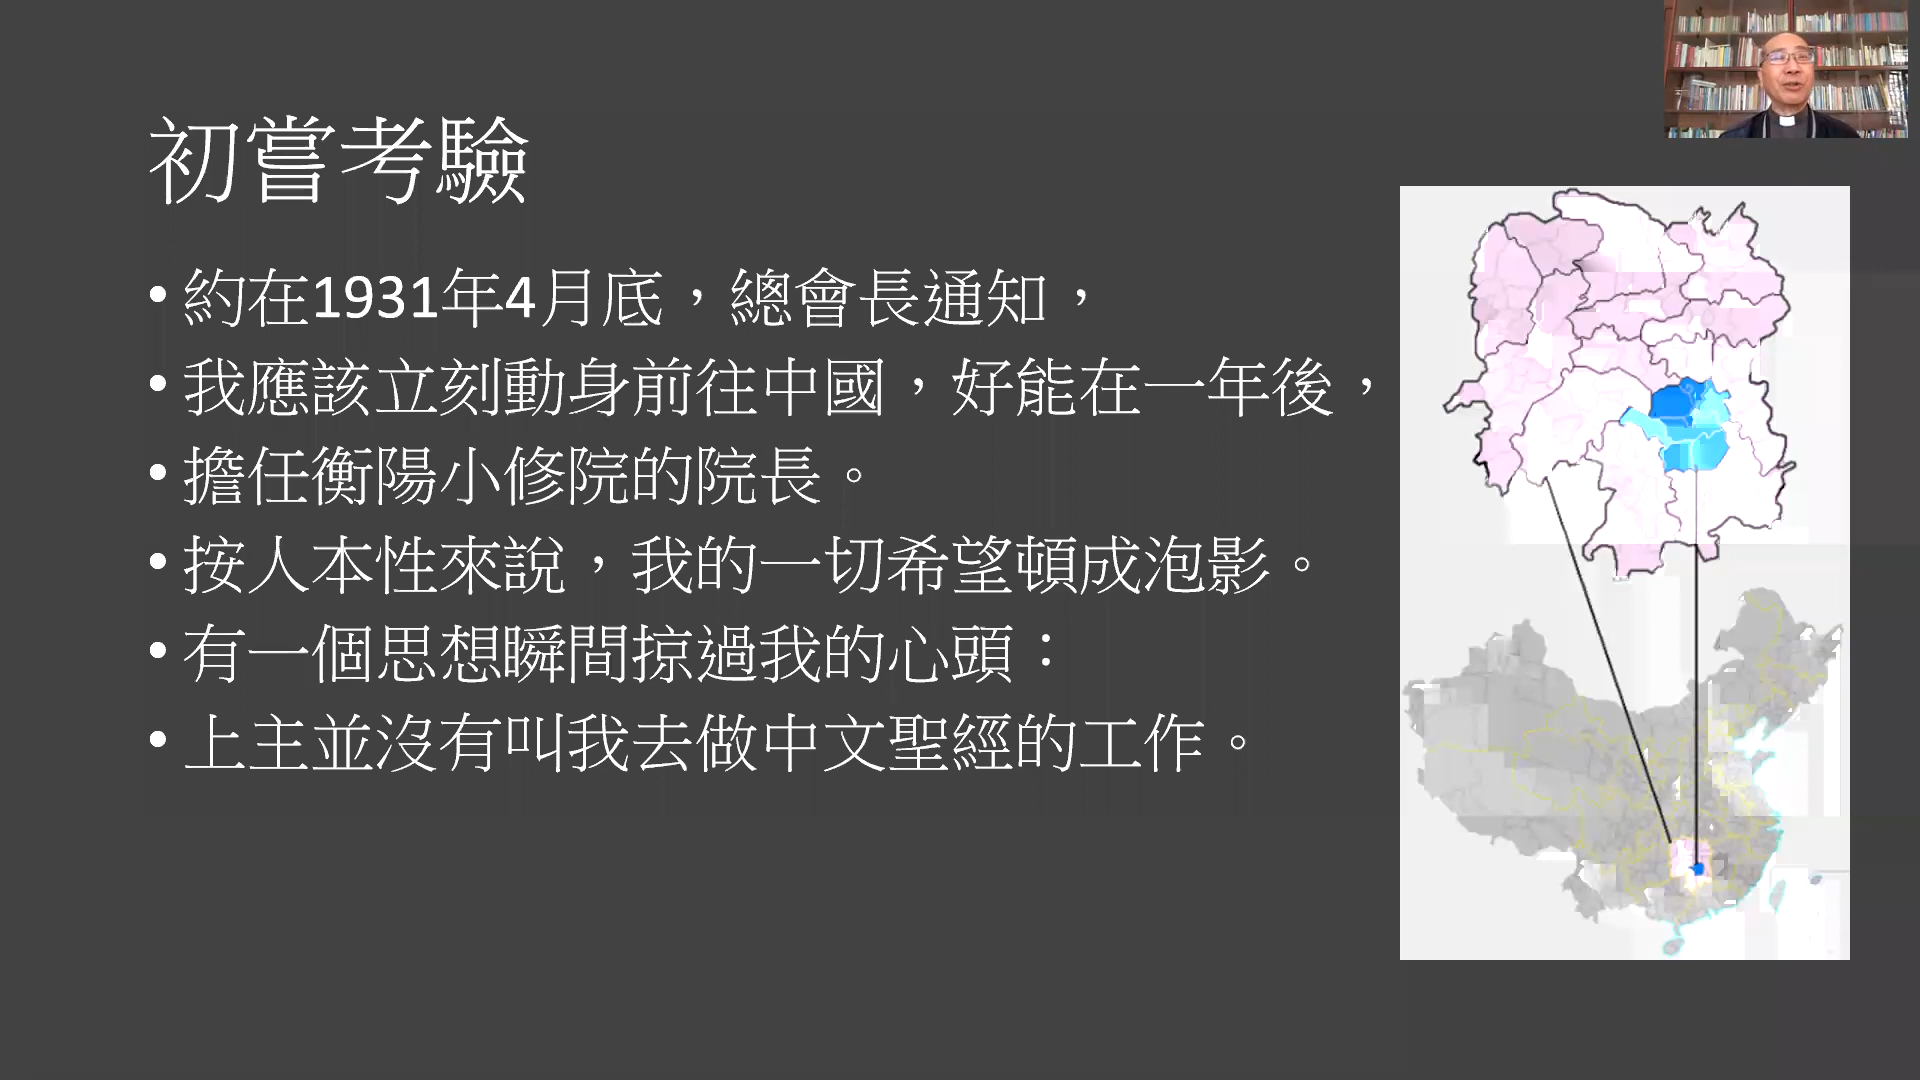 初嘗考驗
• 約在1931年4月底，總會長通知，
• 我應該立刻動身前往中國，好能在一年後，
• 擔任衡陽小修院的院長。
• 按人本性來說，我的一切希望頓成泡影。
• 有一個思想瞬間掠過我的心頭：
• 上主並沒有叫我去做中文聖經的工作。